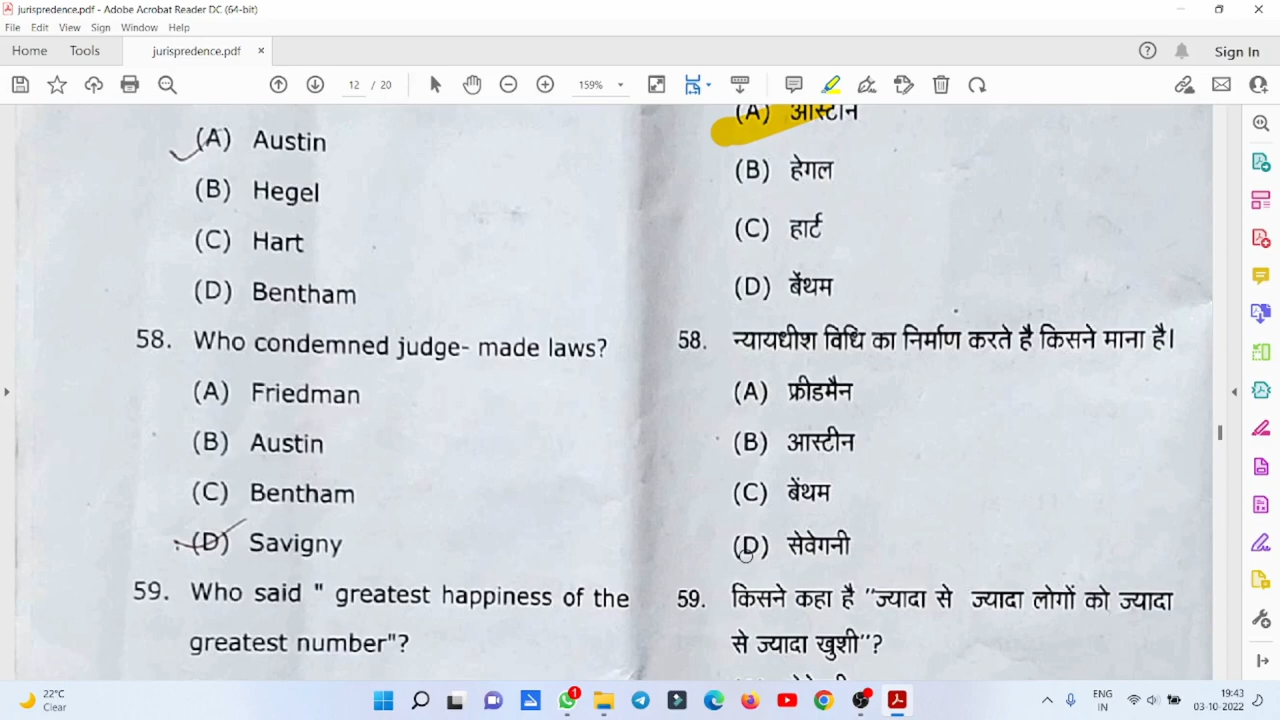 jurispredence.pdf - Adobe Acrobat Reader DC (64-bit)
File Edit View Sign Window Help
Home Tools jurispredence.pdf × Sign In
12 / 20 159%
(A) Austin
(B) Hegel
(C) Hart
(D) Bentham
58. Who condemned judge- made laws?
(A) Friedman
(B) Austin
(C) Bentham
(D) Savigny
59. Who said " greatest happiness of the
greatest number"?
(A) आस्टीन
(B) हेगल
(C) हार्ट
(D) बेंथम
58. न्यायधीश विधि का निर्माण करते है किसने माना है।
(A) फ्रीडमैन
(B) आस्टीन
(C) बेंथम
(D) सेवेगनी
59. किसने कहा है "ज्यादा से ज्यादा लोगों को ज्यादा
से ज्यादा खुशी"?
22°C
Clear
1
ENG
IN
19:43
03-10-2022